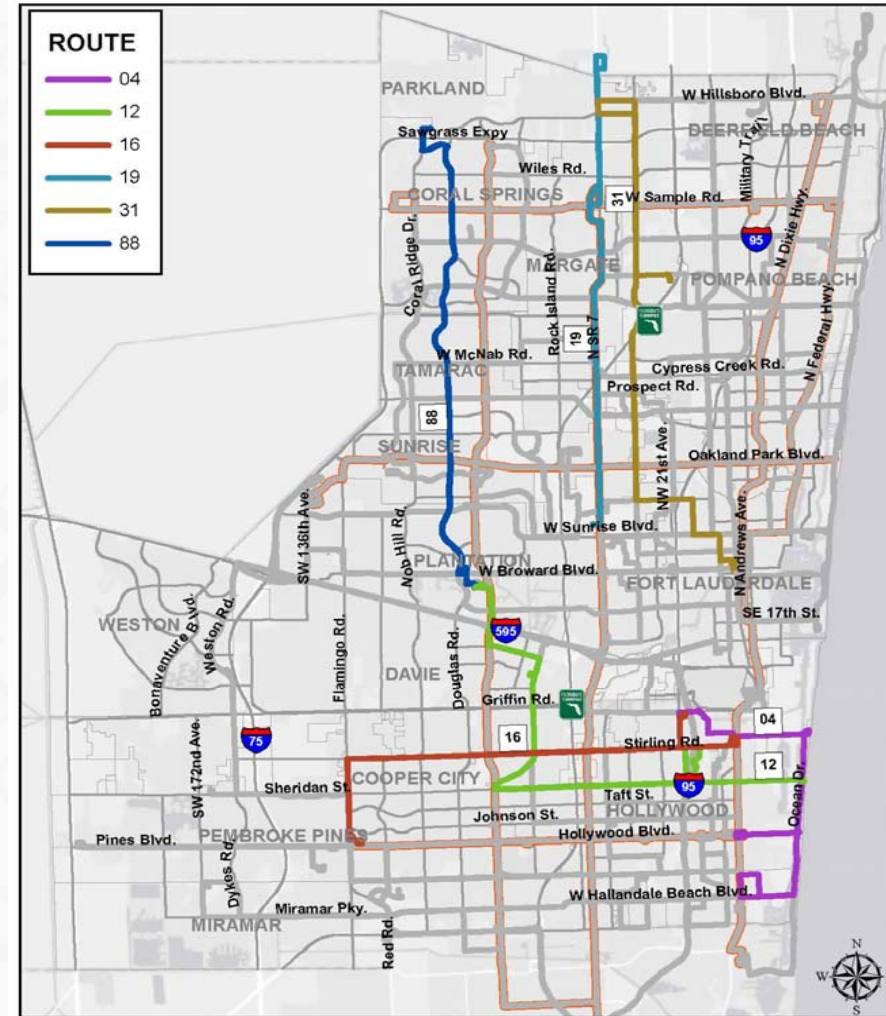 ROUTE
04
12
16
19
31
88
PARKLAND
W Hillsboro Blvd.
DEERFIELD BEACH
Sawgrass Expy
Military Trail
Wiles Rd.
CORAL SPRINGS
31
W Sample Rd.
95
N Dixie Hwy.
Coral Ridge Dr.
MARGATE
POMPANO BEACH
Rock Island Rd.
19
N SR 7
N Federal Hwy.
W McNab Rd.
Cypress Creek Rd.
TAMARAC
Prospect Rd.
88
SUNRISE
Oakland Park Blvd.
NW 21st Ave.
SW 136th Ave.
Nob Hill Rd.
W Sunrise Blvd.
PLANTATION
W Broward Blvd.
N Andrews Ave.
FORT LAUDERDALE
SE 17th St.
WESTON
Bonaventure Blvd.
Weston Rd.
595
Flamingo Rd.
Douglas Rd.
DAVIE
Griffin Rd.
04
75
16
Stirling Rd.
12
SW 172nd Ave.
COOPER CITY
Sheridan St.
95
Taft St.
Ocean Dr.
HOLLYWOOD
Johnson St.
PEMBROKE PINES
Hollywood Blvd.
Pines Blvd.
Dykes Rd.
W Hallandale Beach Blvd.
Miramar Pky.
MIRAMAR
Red Rd.
N
W
E
S